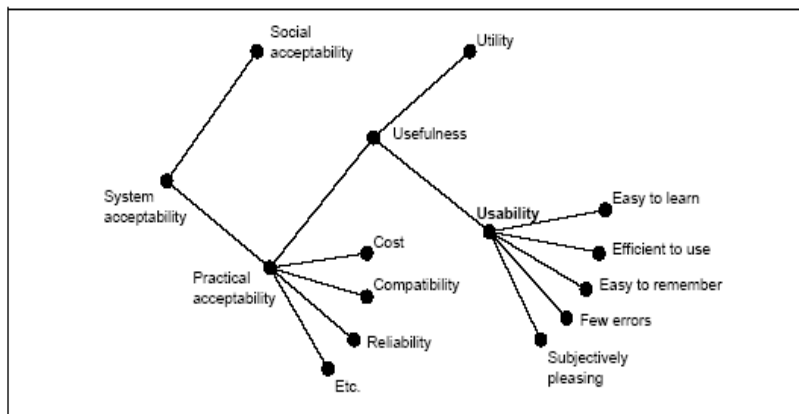 Social
acceptability
Utility
Usefulness
System
acceptability
Usability
Easy to learn
Cost
Efficient to use
Practical
acceptability
Compatibility
Easy to remember
Few errors
Reliability
Subjectively
pleasing
Etc.